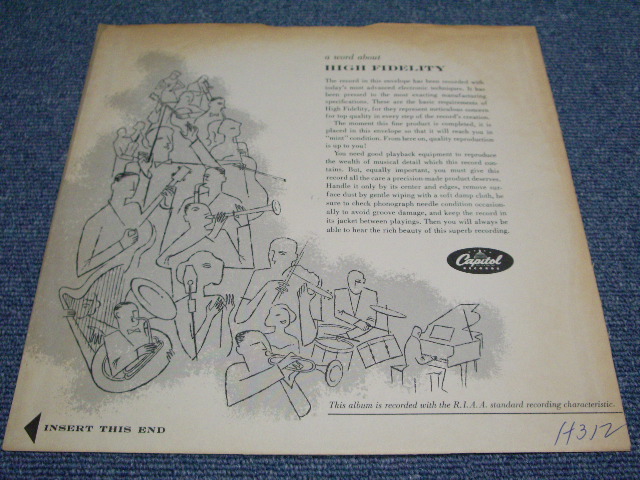 a word about
HIGH FIDELITY
The record in this envelope has been recorded with
today's most advanced electronic techniques. It has
been pressed to the most exacting manufacturing
specifications. These are the basic requirements of
High Fidelity, for they represent meticulous concern
for top quality in every step of the record's creation.
The moment this fine product is completed, it is
placed in this envelope so that it will reach you in
"mint" condition. From here on, quality reproduction
is up to you!
You need good playback equipment to reproduce
the wealth of musical detail which this record con-
tains. But, equally important, you must give this
record all the care a precision-made product deserves.
Handle it only by its center and edges, remove sur-
face dust by gentle wiping with a soft damp cloth, be
sure to check phonograph needle condition occasion-
ally to avoid groove damage, and keep the record in
its jacket between playings. Then you will always be
able to hear the rich beauty of this superb recording.
Capitol
RECORDS
This album is recorded with the R.I.A.A. standard recording characteristic.
INSERT THIS END
H312